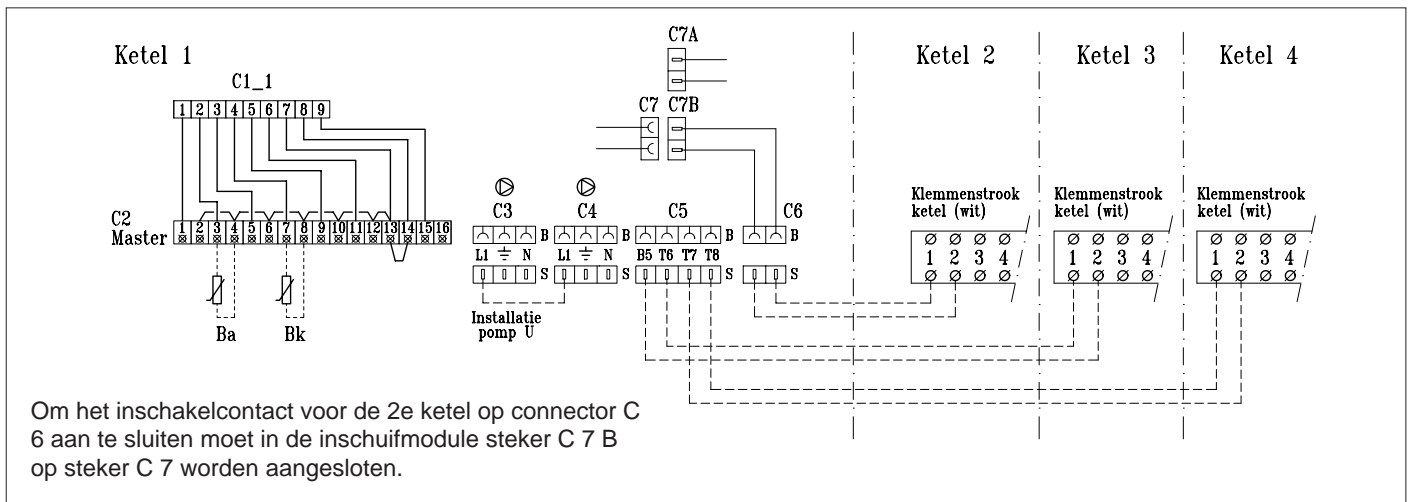 Ketel 1
C1_1
1 2 3 4 5 6 7 8 9
C2
Master
1 2 3 4 5 6 7 8 9 10 11 12 13 14 15 16
Ba
Bk
C7A
C7
C7B
C3
B
L1 N
S
C4
B
L1 N
S
C5
B
B5 T6 T7 T8
S
C6
B
S
Installatie
pomp U
Ketel 2
Klemmenstrook
ketel (wit)
1 2 3 4
Ketel 3
Klemmenstrook
ketel (wit)
1 2 3 4
Ketel 4
Klemmenstrook
ketel (wit)
1 2 3 4
Om het inschakelcontact voor de 2e ketel op connector C
6 aan te sluiten moet in de inschuifmodule steker C 7 B
op steker C 7 worden aangesloten.